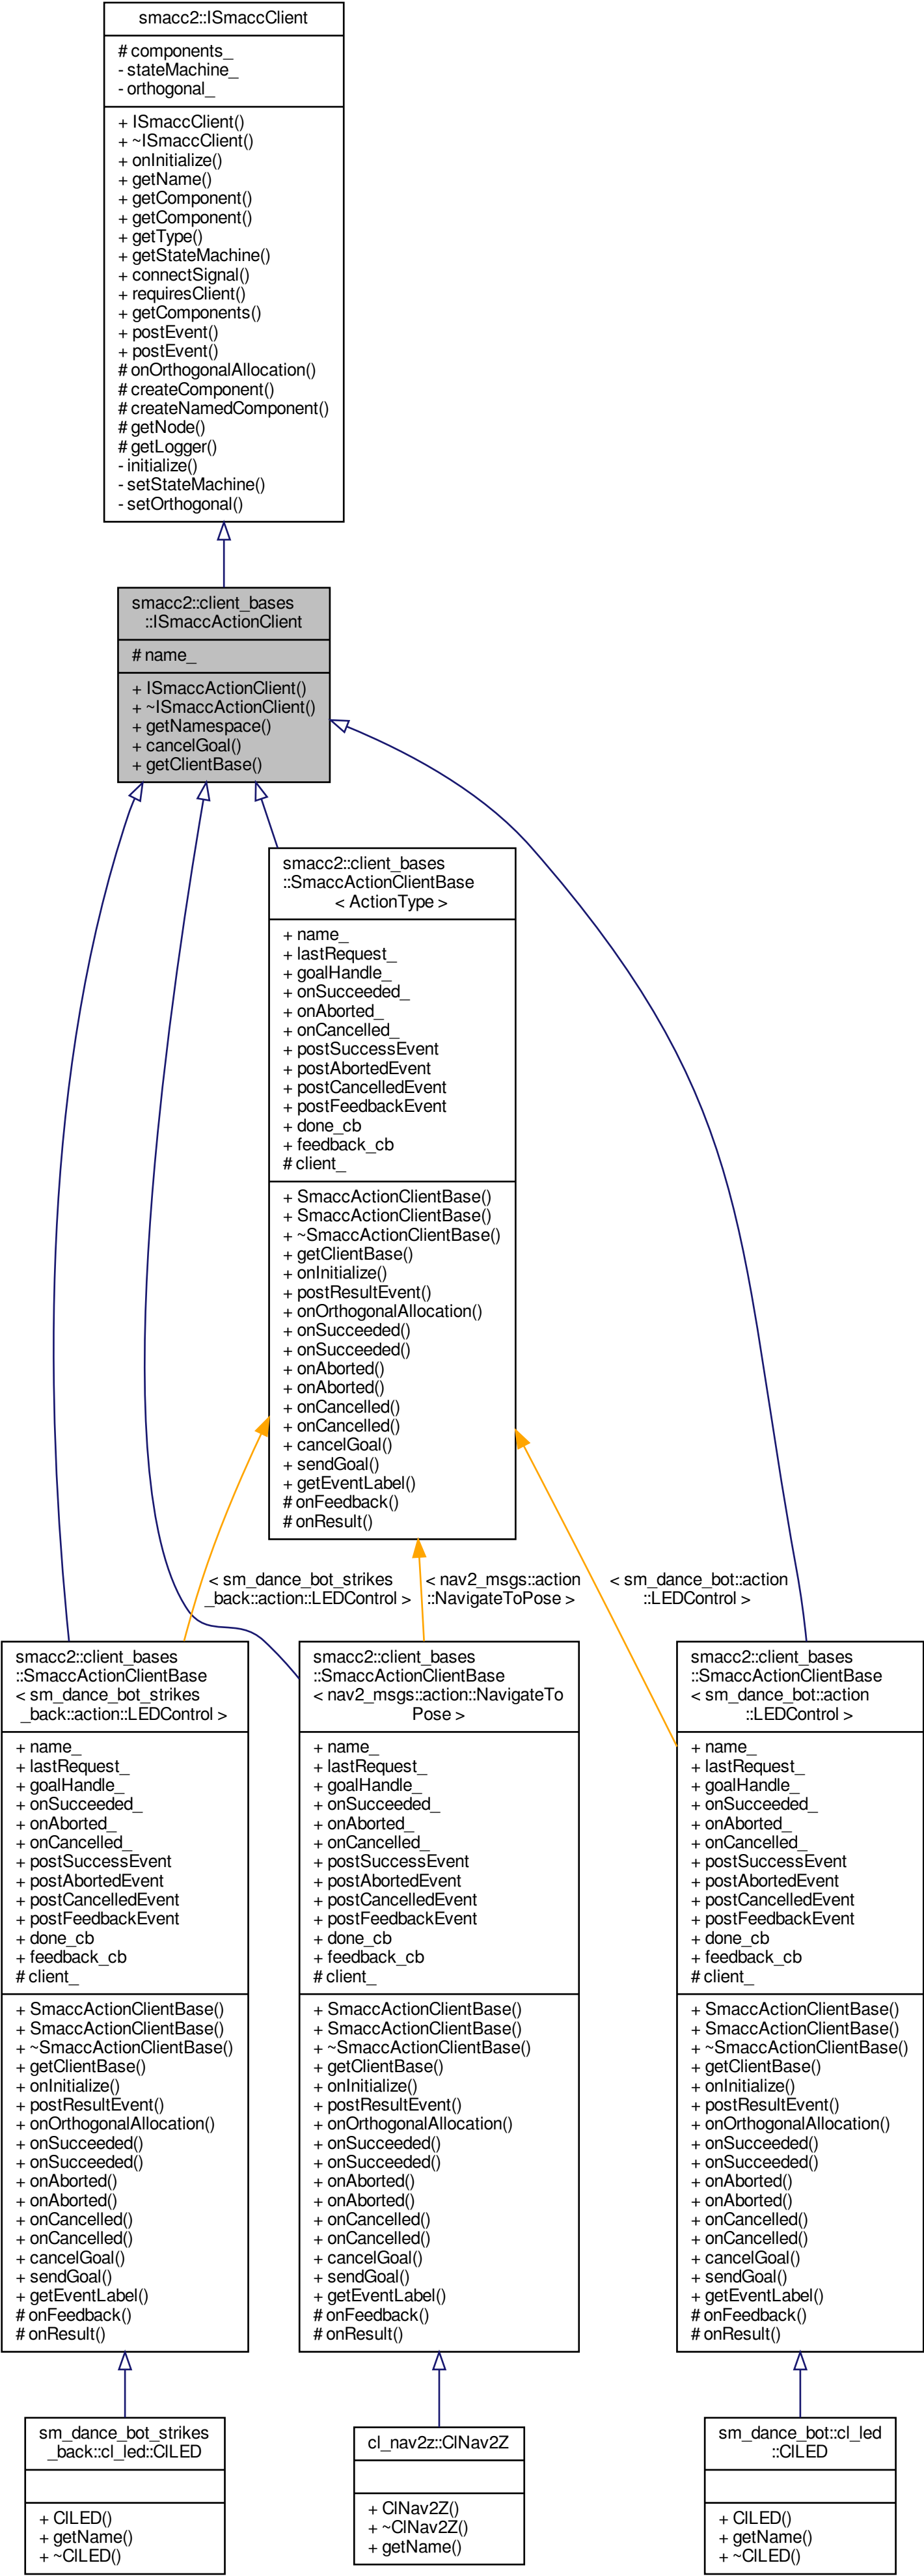 smacc2::ISmaccClient
# components_
- stateMachine_
- orthogonal_
+ ISmaccClient()
+ ~ISmaccClient()
+ onInitialize()
+ getName()
+ getComponent()
+ getComponent()
+ getType()
+ getStateMachine()
+ connectSignal()
+ requiresClient()
+ getComponents()
+ postEvent()
+ postEvent()
# onOrthogonalAllocation()
# createComponent()
# createNamedComponent()
# getNode()
# getLogger()
- initialize()
- setStateMachine()
- setOrthogonal()
smacc2::client_bases
::ISmaccActionClient
# name_
+ ISmaccActionClient()
+ ~ISmaccActionClient()
+ getNamespace()
+ cancelGoal()
+ getClientBase()
smacc2::client_bases
::SmaccActionClientBase
< ActionType >
+ name_
+ lastRequest_
+ goalHandle_
+ onSucceeded_
+ onAborted_
+ onCancelled_
+ postSuccessEvent
+ postAbortedEvent
+ postCancelledEvent
+ postFeedbackEvent
+ done_cb
+ feedback_cb
# client_
+ SmaccActionClientBase()
+ SmaccActionClientBase()
+ ~SmaccActionClientBase()
+ getClientBase()
+ onInitialize()
+ postResultEvent()
+ onOrthogonalAllocation()
+ onSucceeded()
+ onSucceeded()
+ onAborted()
+ onAborted()
+ onCancelled()
+ onCancelled()
+ cancelGoal()
+ sendGoal()
+ getEventLabel()
# onFeedback()
# onResult()
< sm_dance_bot_strikes
_back::action::LEDControl >
< nav2_msgs::action
::NavigateToPose >
< sm_dance_bot::action
::LEDControl >
smacc2::client_bases
::SmaccActionClientBase
< sm_dance_bot_strikes
_back::action::LEDControl >
+ name_
+ lastRequest_
+ goalHandle_
+ onSucceeded_
+ onAborted_
+ onCancelled_
+ postSuccessEvent
+ postAbortedEvent
+ postCancelledEvent
+ postFeedbackEvent
+ done_cb
+ feedback_cb
# client_
+ SmaccActionClientBase()
+ SmaccActionClientBase()
+ ~SmaccActionClientBase()
+ getClientBase()
+ onInitialize()
+ postResultEvent()
+ onOrthogonalAllocation()
+ onSucceeded()
+ onSucceeded()
+ onAborted()
+ onAborted()
+ onCancelled()
+ onCancelled()
+ cancelGoal()
+ sendGoal()
+ getEventLabel()
# onFeedback()
# onResult()
smacc2::client_bases
::SmaccActionClientBase
< nav2_msgs::action::NavigateTo
Pose >
+ name_
+ lastRequest_
+ goalHandle_
+ onSucceeded_
+ onAborted_
+ onCancelled_
+ postSuccessEvent
+ postAbortedEvent
+ postCancelledEvent
+ postFeedbackEvent
+ done_cb
+ feedback_cb
# client_
+ SmaccActionClientBase()
+ SmaccActionClientBase()
+ ~SmaccActionClientBase()
+ getClientBase()
+ onInitialize()
+ postResultEvent()
+ onOrthogonalAllocation()
+ onSucceeded()
+ onSucceeded()
+ onAborted()
+ onAborted()
+ onCancelled()
+ onCancelled()
+ cancelGoal()
+ sendGoal()
+ getEventLabel()
# onFeedback()
# onResult()
smacc2::client_bases
::SmaccActionClientBase
< sm_dance_bot::action
::LEDControl >
+ name_
+ lastRequest_
+ goalHandle_
+ onSucceeded_
+ onAborted_
+ onCancelled_
+ postSuccessEvent
+ postAbortedEvent
+ postCancelledEvent
+ postFeedbackEvent
+ done_cb
+ feedback_cb
# client_
+ SmaccActionClientBase()
+ SmaccActionClientBase()
+ ~SmaccActionClientBase()
+ getClientBase()
+ onInitialize()
+ postResultEvent()
+ onOrthogonalAllocation()
+ onSucceeded()
+ onSucceeded()
+ onAborted()
+ onAborted()
+ onCancelled()
+ onCancelled()
+ cancelGoal()
+ sendGoal()
+ getEventLabel()
# onFeedback()
# onResult()
sm_dance_bot_strikes
_back::cl_led::ClLED
+ ClLED()
+ getName()
+ ~ClLED()
cl_nav2z::ClNav2Z
+ ClNav2Z()
+ ~ClNav2Z()
+ getName()
sm_dance_bot::cl_led
::ClLED
+ ClLED()
+ getName()
+ ~ClLED()